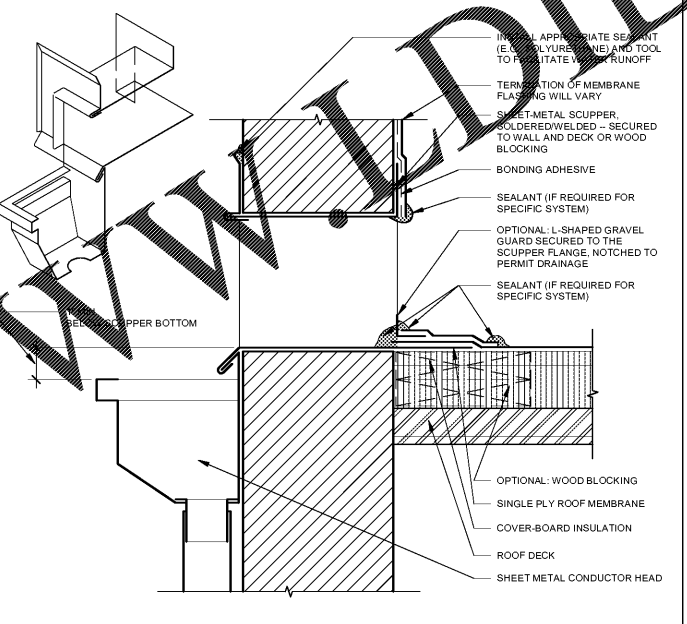 INSTALL APPROPRIATE SEALANT
(E.G. POLYURETHANE) AND TOOL
TO FACILITATE WATER RUNOFF
TERMINATION OF MEMBRANE
FLASHING WILL VARY
SHEET-METAL SCUPPER,
SOLDERED/WELDED -- SECURED
TO WALL AND DECK OR WOOD
BLOCKING
BONDING ADHESIVE
SEALANT (IF REQUIRED FOR
SPECIFIC SYSTEM)
OPTIONAL: L-SHAPED GRAVEL
GUARD SECURED TO THE
SCUPPER FLANGE, NOTCHED TO
PERMIT DRAINAGE
SEALANT (IF REQUIRED FOR
SPECIFIC SYSTEM)
BELOW SCUPPER BOTTOM
OPTIONAL: WOOD BLOCKING
SINGLE PLY ROOF MEMBRANE
COVER-BOARD INSULATION
ROOF DECK
SHEET METAL CONDUCTOR HEAD